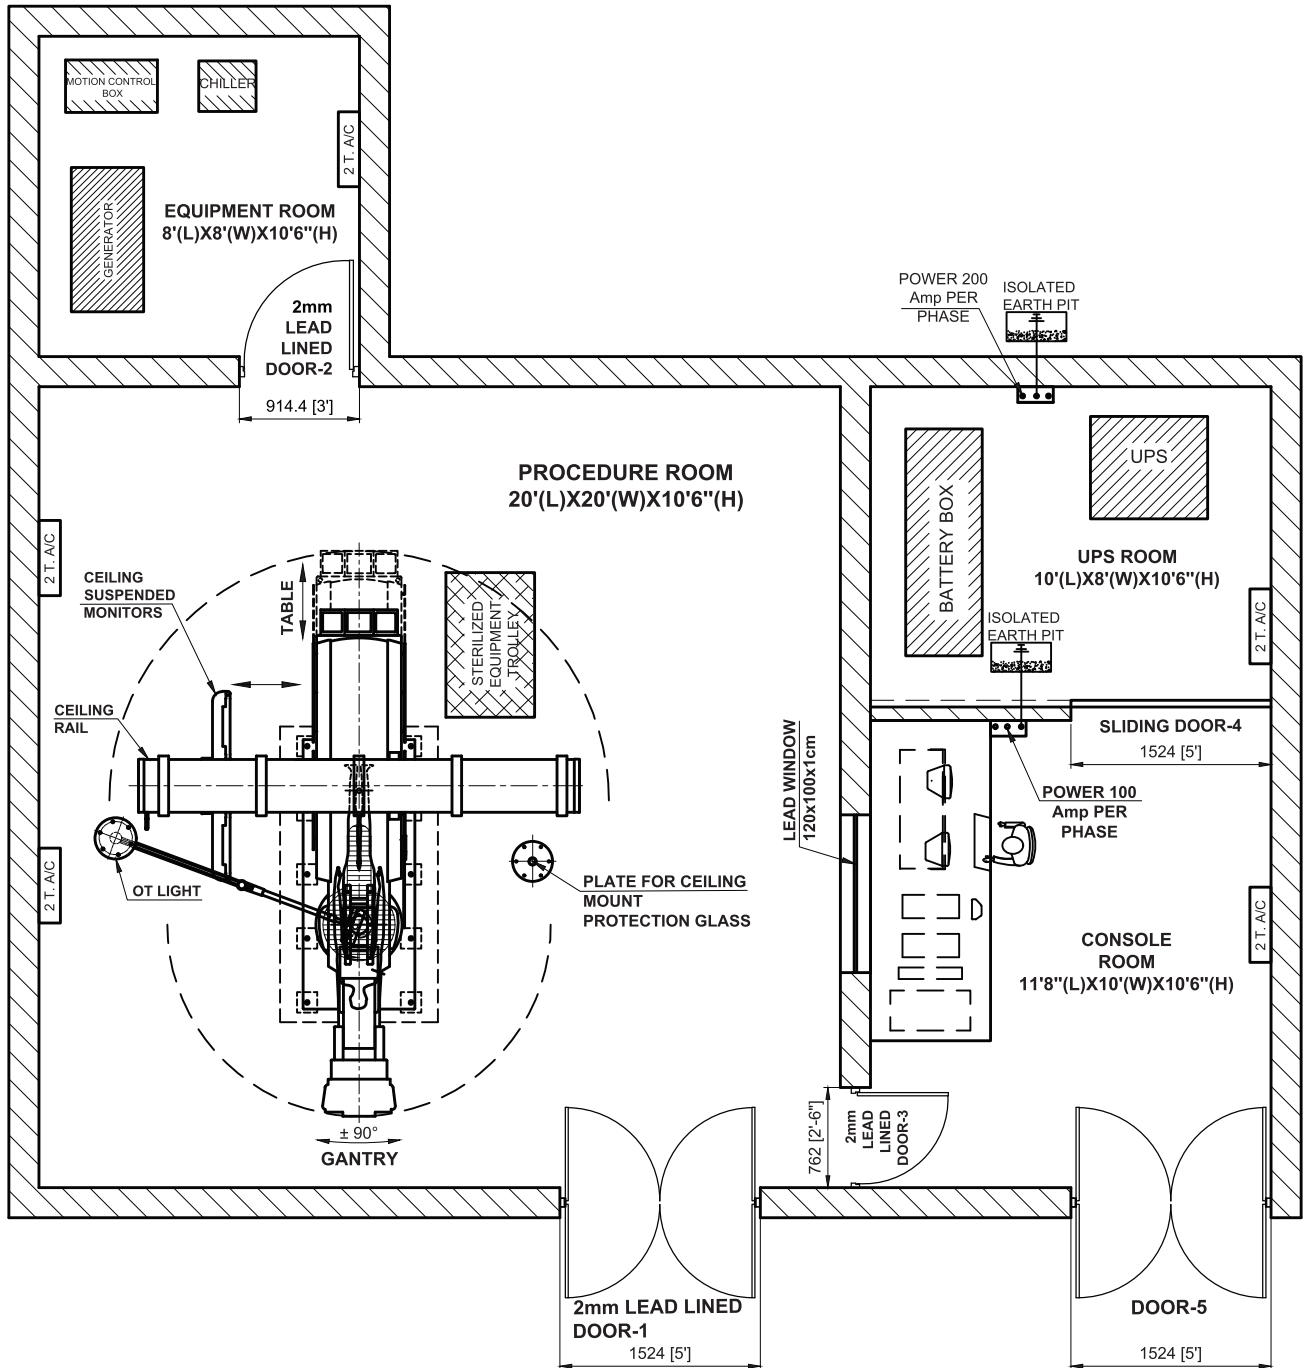 MOTION CONTROL
BOX
CHILLER
2 T. A/C
GENERATOR
EQUIPMENT ROOM
8'(L)X8'(W)X10'6"(H)
2mm
LEAD
LINED
DOOR-2
914.4 [3']
POWER 200
Amp PER
PHASE
ISOLATED
EARTH PIT
PROCEDURE ROOM
20'(L)X20'(W)X10'6"(H)
BATTERY BOX
UPS
UPS ROOM
10'(L)X8'(W)X10'6"(H)
2 T. A/C
ISOLATED
EARTH PIT
2 T. A/C
CEILING
SUSPENDED
MONITORS
TABLE
STERILIZED
EQUIPMENT
TROLLEY
CEILING
RAIL
LEAD WINDOW
120x100x1cm
SLIDING DOOR-4
1524 [5']
POWER 100
Amp PER
PHASE
2 T. A/C
OT LIGHT
PLATE FOR CEILING
MOUNT
PROTECTION GLASS
2 T. A/C
CONSOLE
ROOM
11'8"(L)X10'(W)X10'6"(H)
± 90°
GANTRY
762 [2'-6"]
2mm
LEAD
LINED
DOOR-3
2mm LEAD LINED
DOOR-1
1524 [5']
DOOR-5
1524 [5']